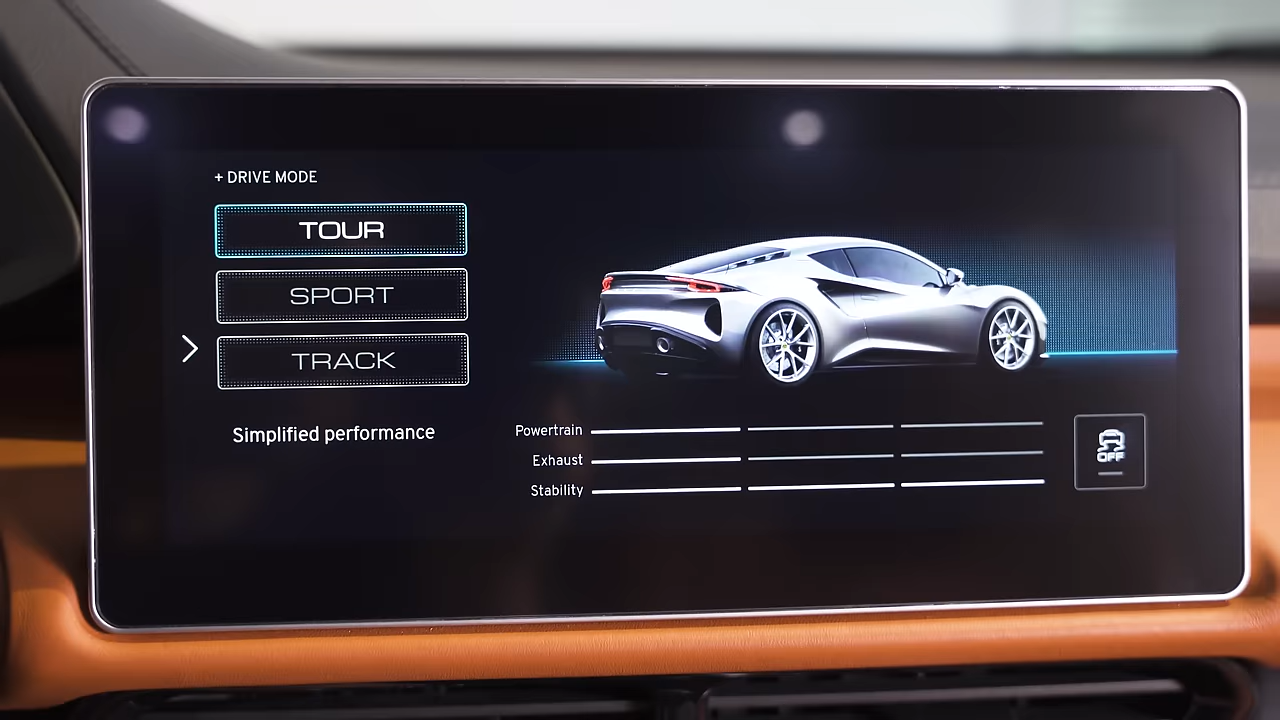 + DRIVE MODE
TOUR
SPORT
TRACK
Simplified performance
Powertrain
Exhaust
Stability
OFF